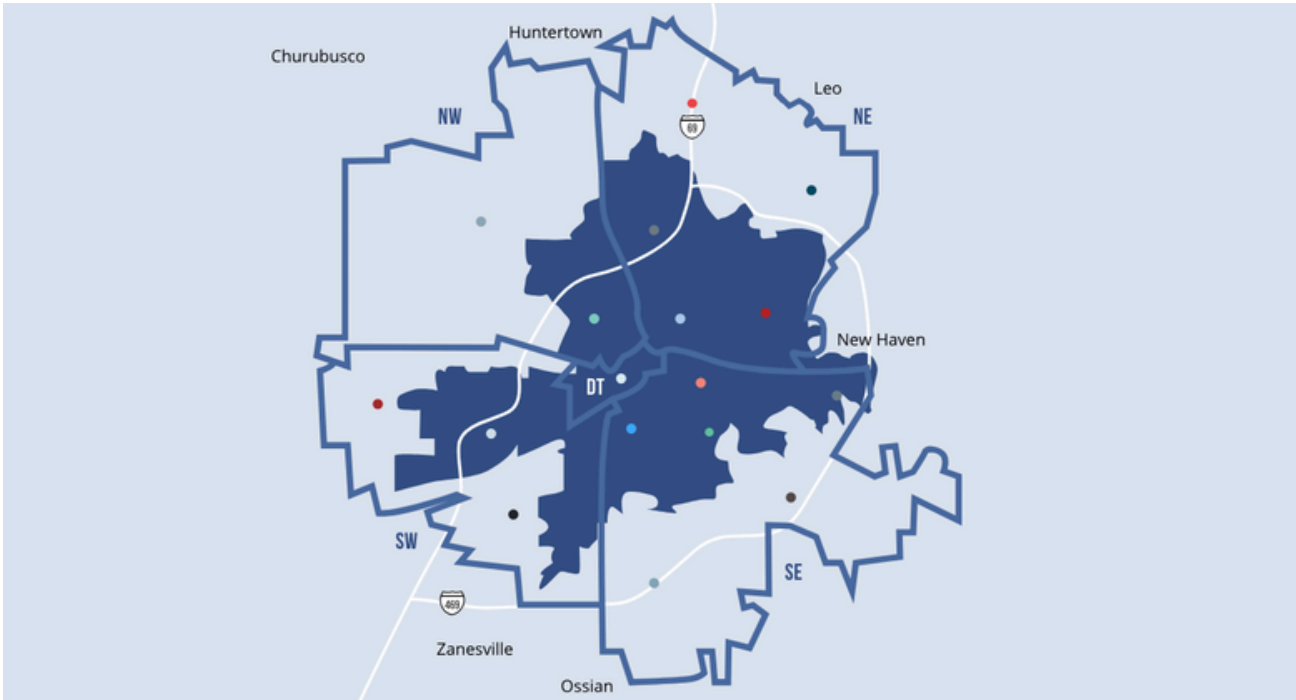 Huntertown
Churubusco
Leo
NW
NE
69
New Haven
DT
SW
SE
469
Zanesville
Ossian